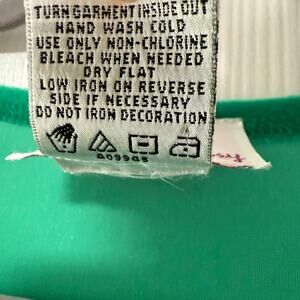 TURN GARMENT INSIDE OUT
HAND WASH COLD
USE ONLY NON-CHLORINE
BLEACH WHEN NEEDED
DRY FLAT
LOW IRON ON REVERSE
SIDE IF NECESSARY
DO NOT IRON DECORATION
A09948